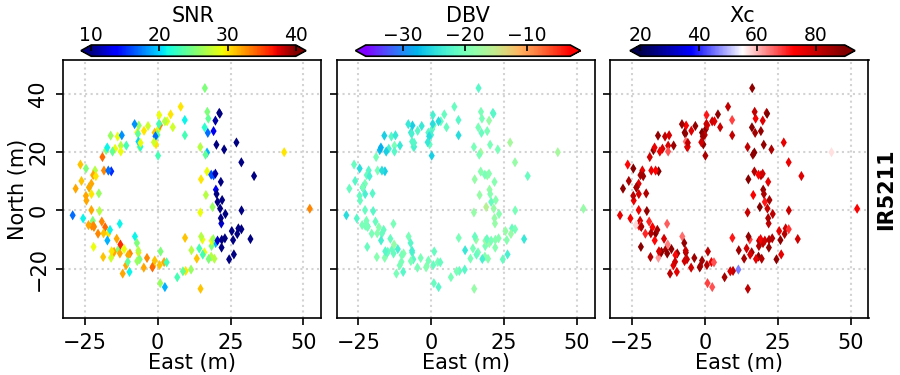 SNR DBV Xc
10 20 30 40 −30 −20 −10 20 40 60 80
40
20
0
−20
North (m)
−25 0 25 50 −25 0 25 50 −25 0 25 50
East (m) East (m) East (m)
IR5211